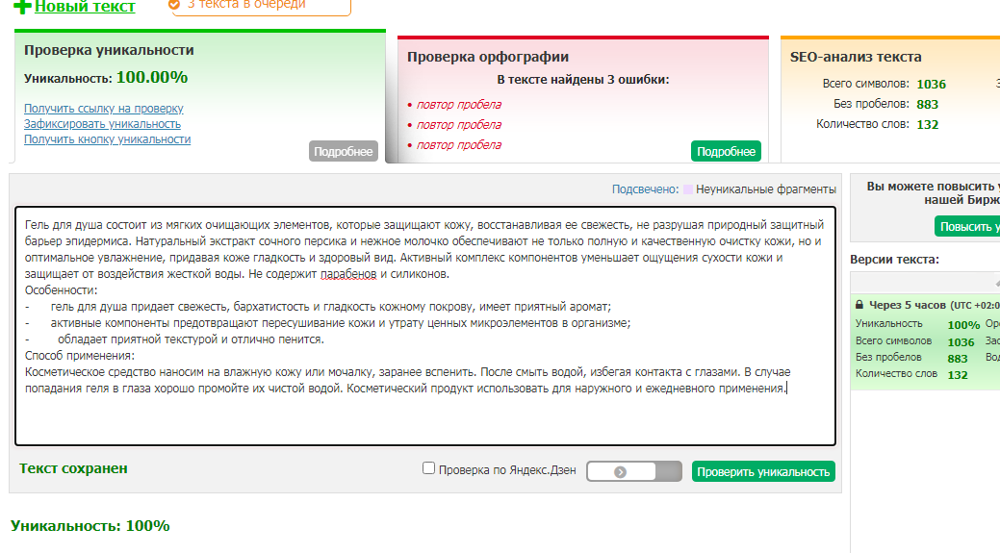 Новый текст
3 текста в очереди
Проверка уникальности
Уникальность: 100.00%
Получить ссылку на проверку
Зафиксировать уникальность
Получить кнопку уникальности
Подробнее
Проверка орфографии
В тексте найдены 3 ошибки:
• повтор пробела
• повтор пробела
• повтор пробела
Подробнее
SEO-анализ текста
Всего символов: 1036
Без пробелов: 883
Количество слов: 132
Подсвечено: Неуникальные фрагменты
Гель для душа состоит из мягких очищающих элементов, которые защищают кожу, восстанавливая ее свежесть, не разрушая природный защитный
барьер эпидермиса. Натуральный экстракт сочного персика и нежное молочко обеспечивают не только полную и качественную очистку кожи, но и
оптимальное увлажнение, придавая коже гладкость и здоровый вид. Активный комплекс компонентов уменьшает ощущения сухости кожи и
защищает от воздействия жесткой воды. Не содержит парабенов и силиконов.
Особенности:
- гель для душа придает свежесть, бархатистость и гладкость кожному покрову, имеет приятный аромат;
- активные компоненты предотвращают пересушивание кожи и утрату ценных микроэлементов в организме;
- обладает приятной текстурой и отлично пенится.
Способ применения:
Косметическое средство наносим на влажную кожу или мочалку, заранее вспенить. После смыть водой, избегая контакта с глазами. В случае
попадания геля в глаза хорошо промойте их чистой водой. Косметический продукт использовать для наружного и ежедневного применения.
Текст сохранен
Проверка по Яндекс.Дзен
Проверить уникальность
Уникальность: 100%
Вы можете повысить у
нашей Бирж
Повысить у
Версии текста:
Через 5 часов (UTC +02:0
Уникальность 100% Ор
Всего символов 1036 Зас
Без пробелов 883 Вод
Количество слов 132